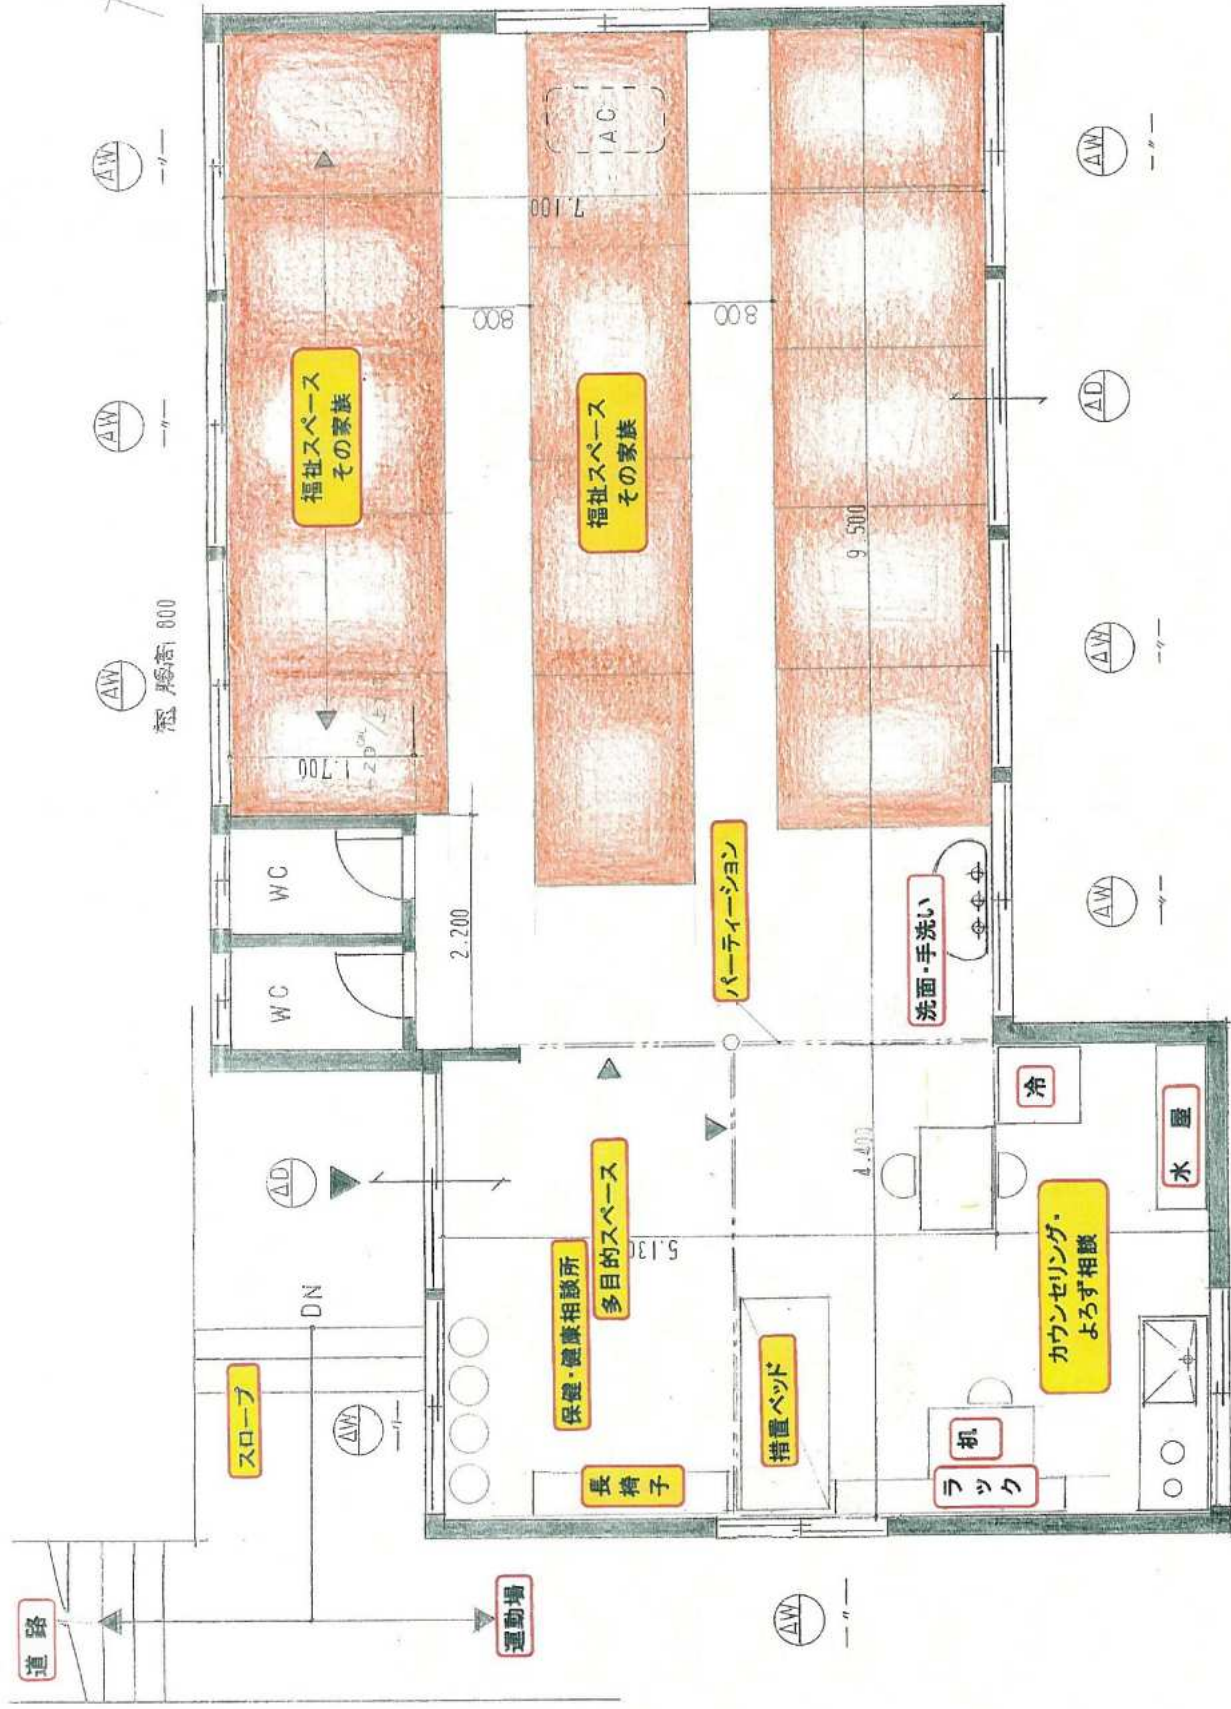 道路
運動場
スロープ
DN
AW
〃
AD
WC
WC
2.200
1.700
AW
窓 腰高 800
AW
〃
AW
〃
福祉スペース
その家族
福祉スペース
その家族
800
800
7.100
AC
9.500
パーティーション
洗面・手洗い
保健・健康相談所
多目的スペース
5.130
4.400
長椅子
措置ベッド
カウンセリング・
よろず相談
机
ラック
冷
水屋
AW
〃
AW
〃
AW
〃
AD
AW
〃